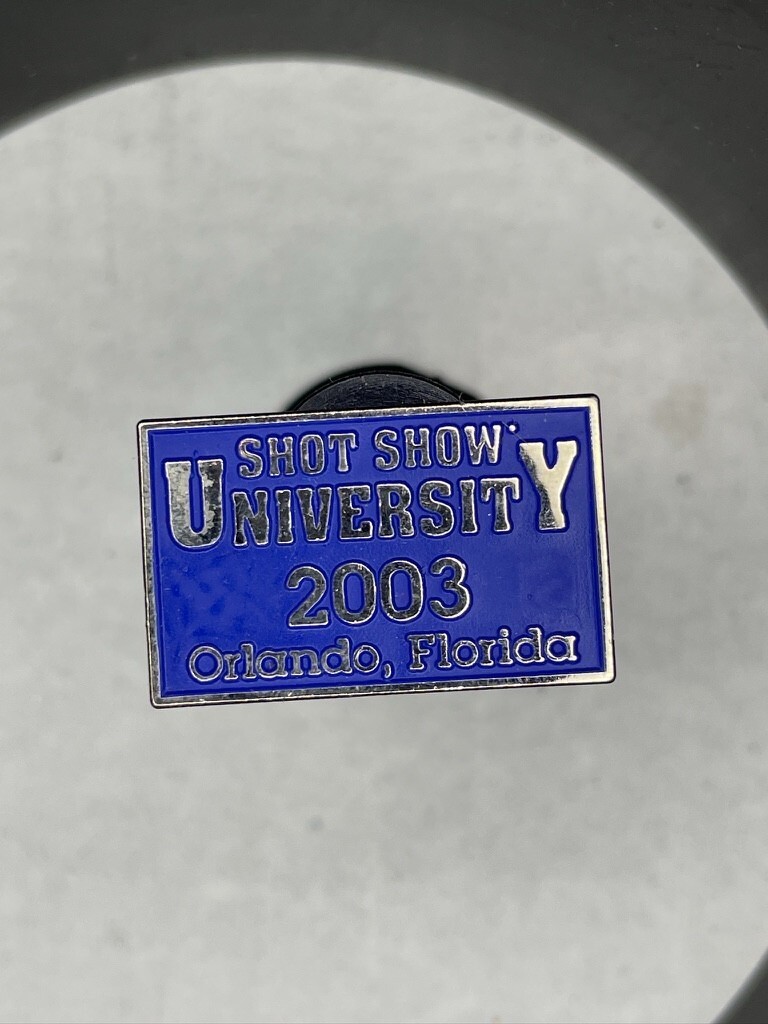 SHOT SHOW
UNIVERSITY
2003
Orlando, Florida